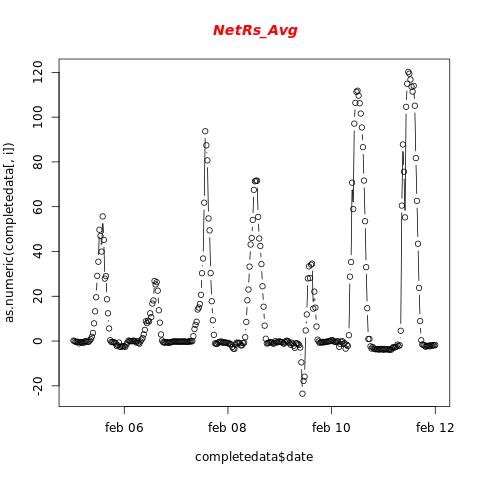 NetRs_Avg
as.numeric(completedata[, i])
120
100
80
60
40
20
0
-20
feb 06
feb 08
feb 10
feb 12
completedata$date